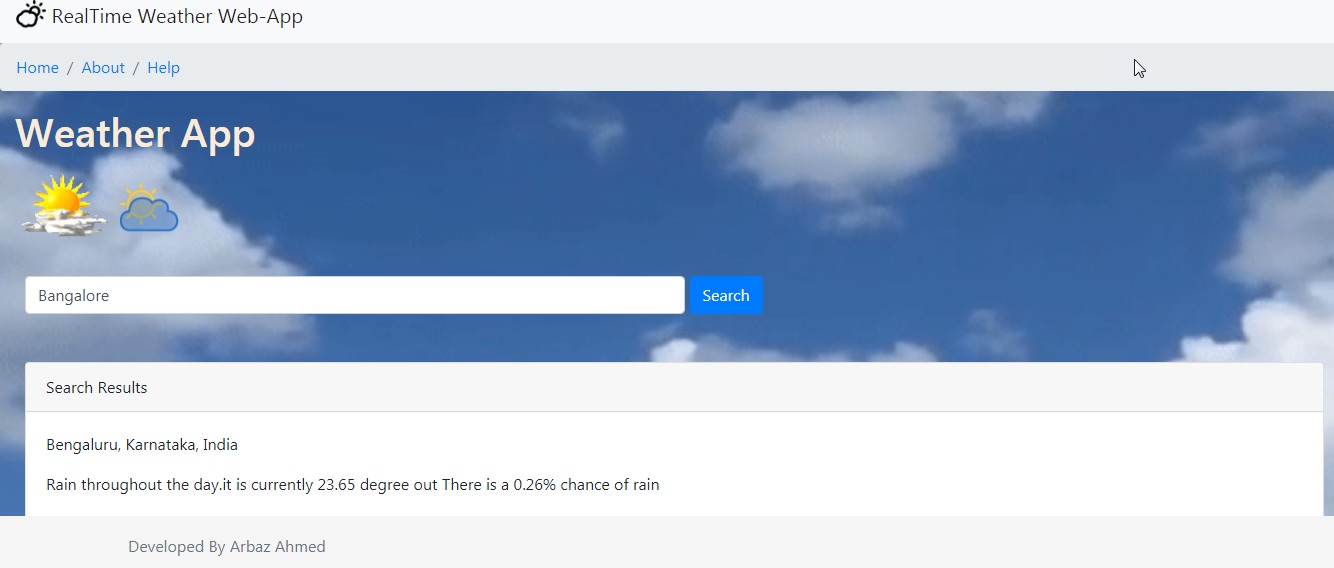 RealTime Weather Web-App
Home / About / Help
Weather App
Bangalore Search
Search Results
Bengaluru, Karnataka, India
Rain throughout the day.it is currently 23.65 degree out There is a 0.26% chance of rain
Developed By Arbaz Ahmed